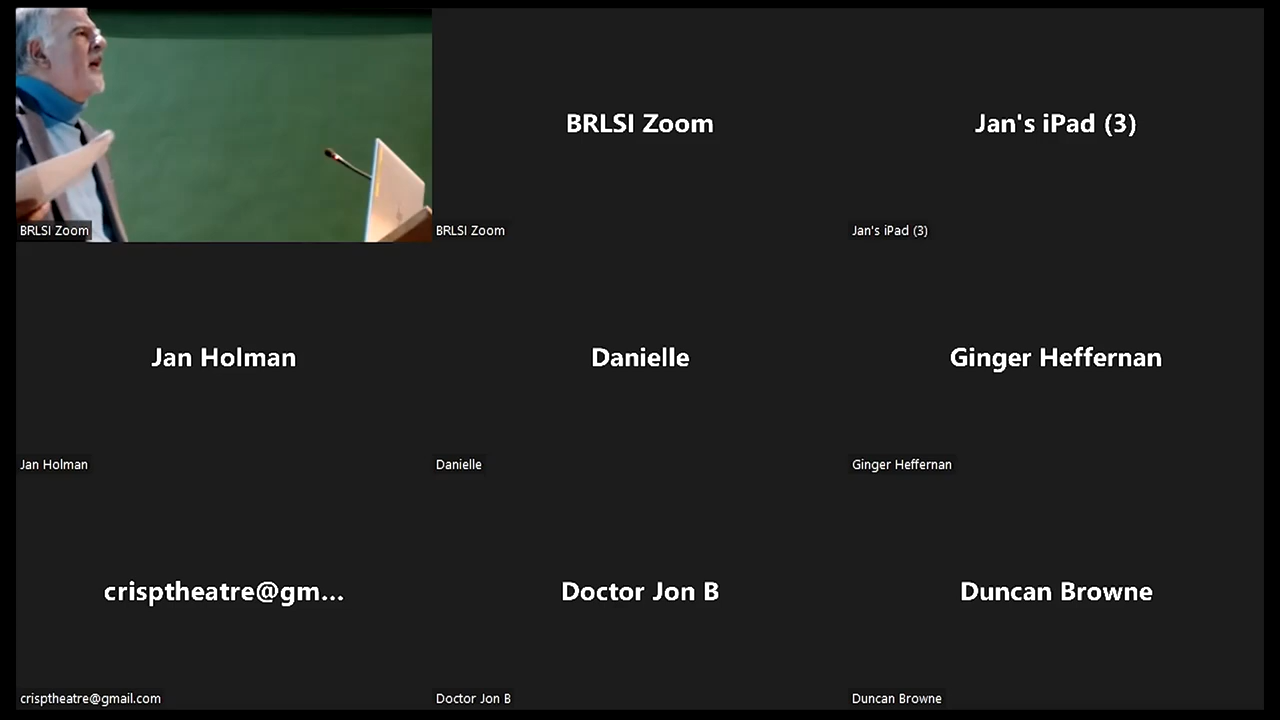 BRLSI Zoom
Jan's iPad (3)
BRLSI Zoom
BRLSI Zoom
Jan's iPad (3)
Jan Holman
Danielle
Ginger Heffernan
Jan Holman
Danielle
Ginger Heffernan
crisptheatre@gm...
Doctor Jon B
Duncan Browne
crisptheatre@gmail.com
Doctor Jon B
Duncan Browne